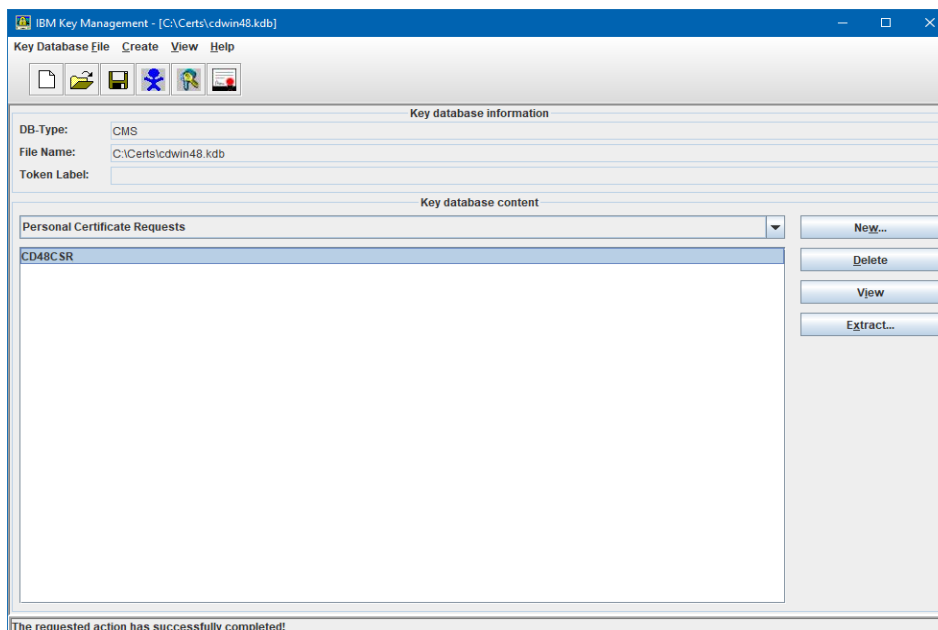 IBM Key Management - [C:\Certs\cdwin48.kdb]
Key Database File Create View Help
Key database information
DB-Type: CMS
File Name: C:\Certs\cdwin48.kdb
Token Label:
Key database content
Personal Certificate Requests
New...
CD48CSR
Delete
View
Extract...
The requested action has successfully completed!